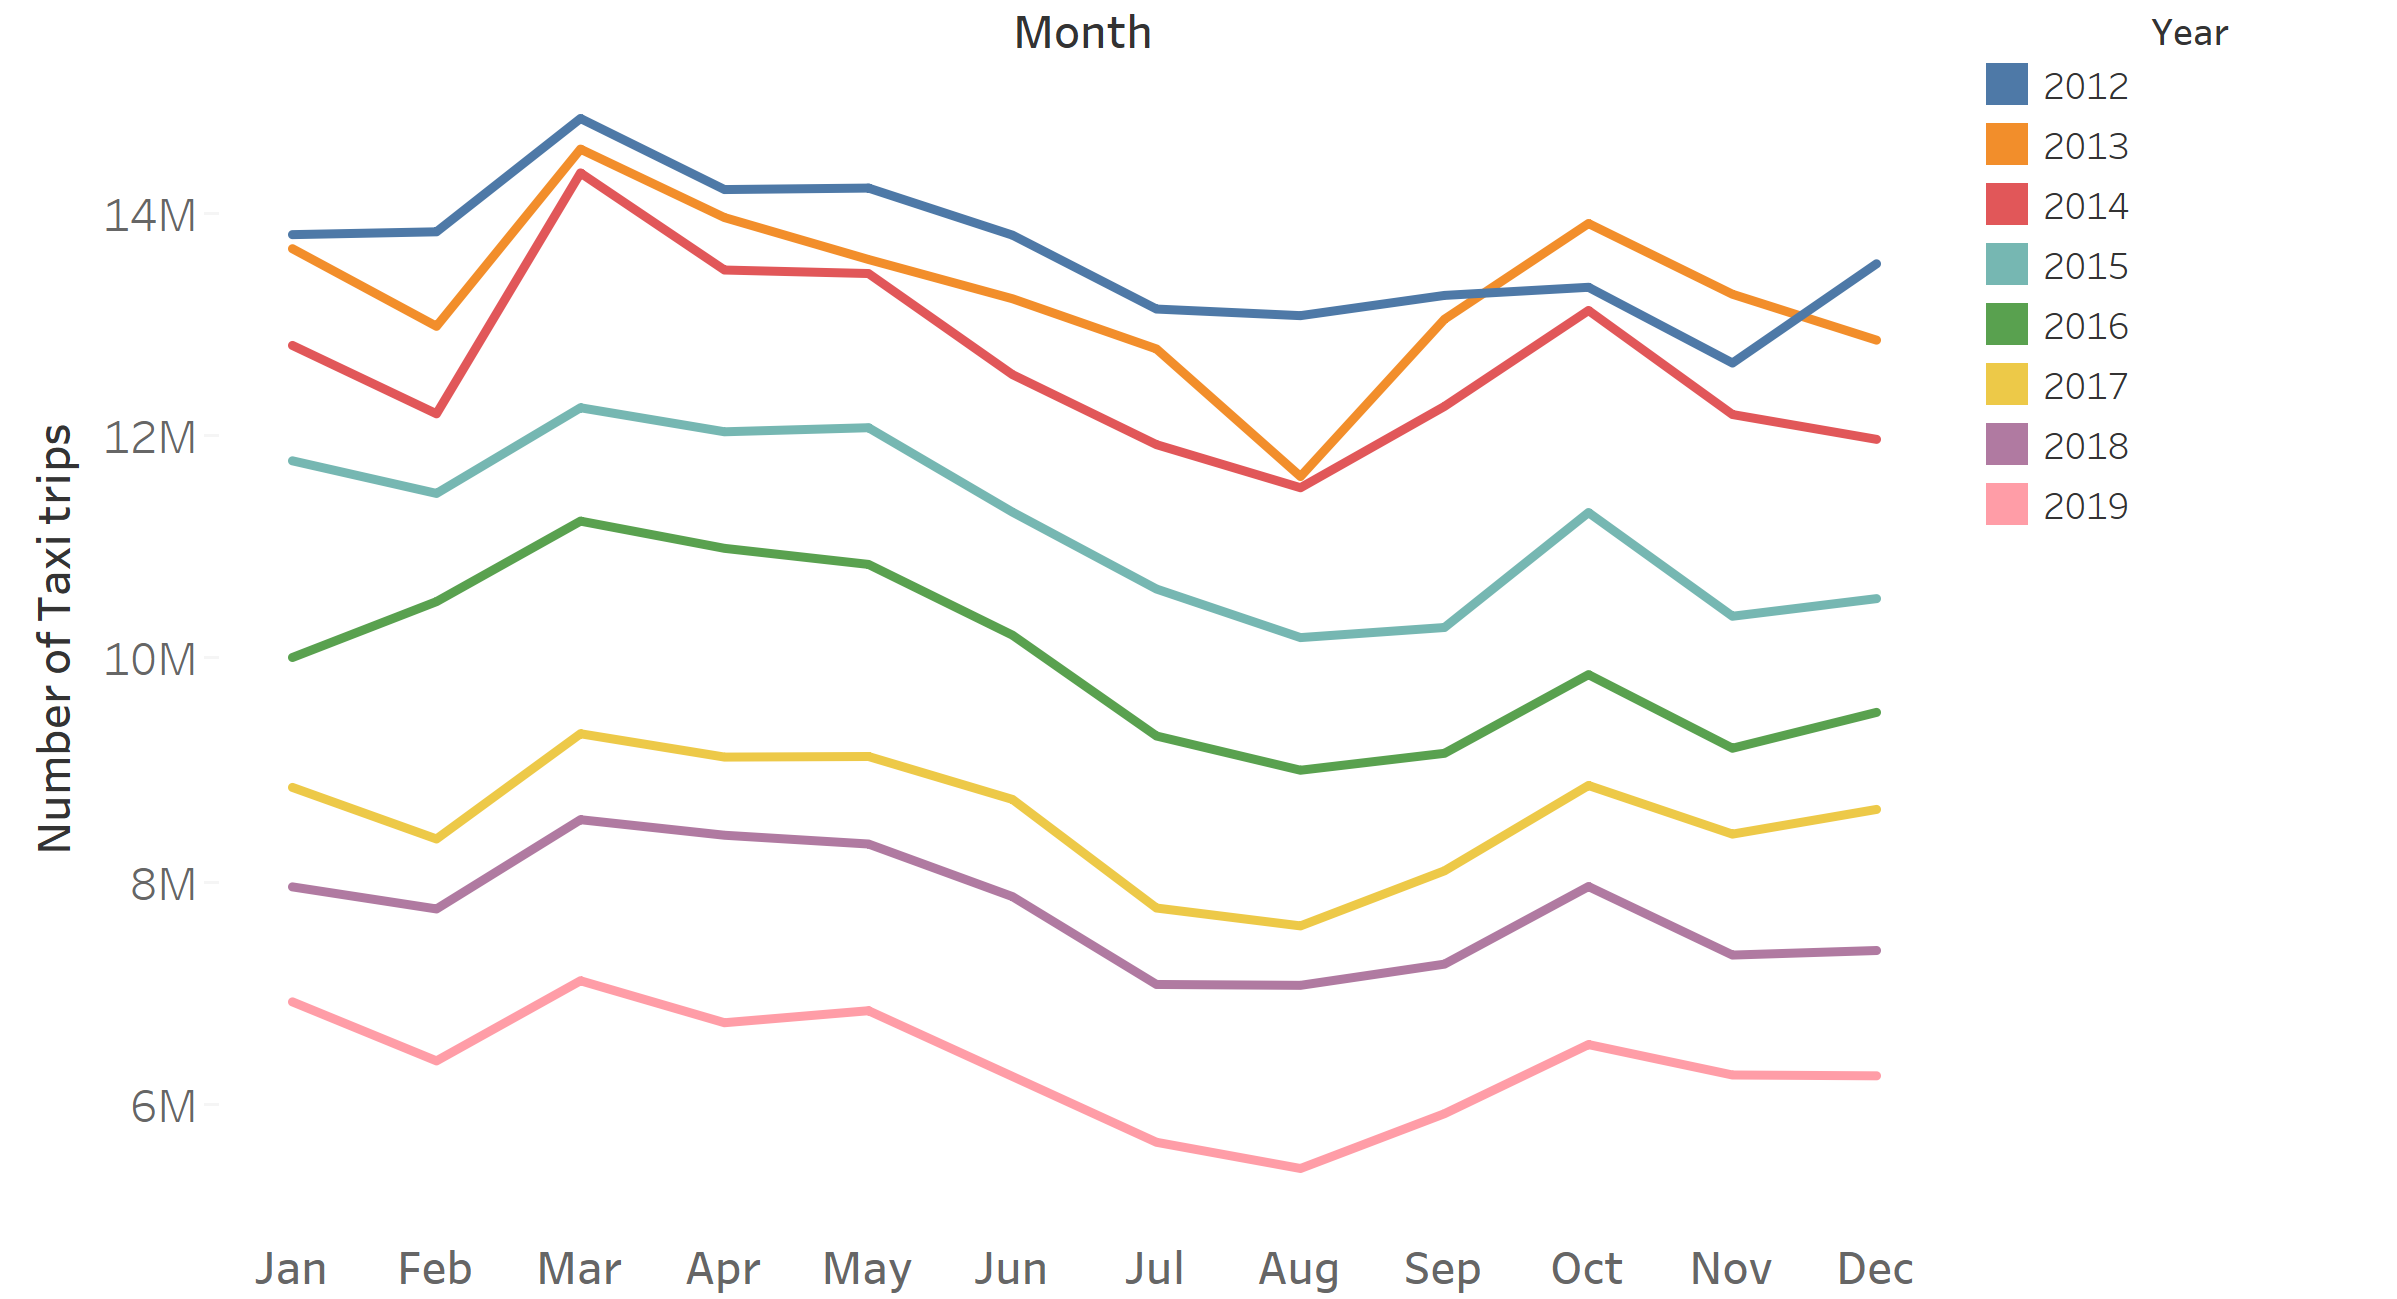 Month
Year
2012
2013
2014
2015
2016
2017
2018
2019
Number of Taxi trips
14M
12M
10M
8M
6M
Jan Feb Mar Apr May Jun Jul Aug Sep Oct Nov Dec